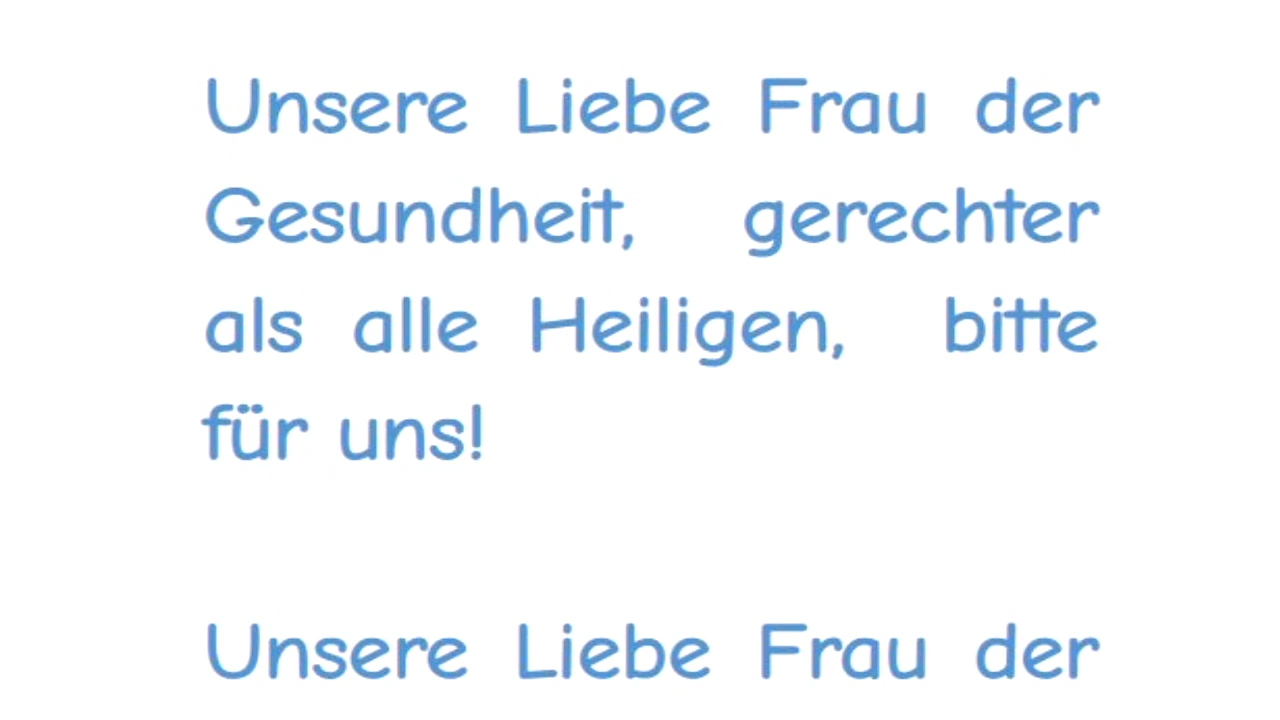 Unsere Liebe Frau der
Gesundheit, gerechter
als alle Heiligen, bitte
für uns!
Unsere Liebe Frau der